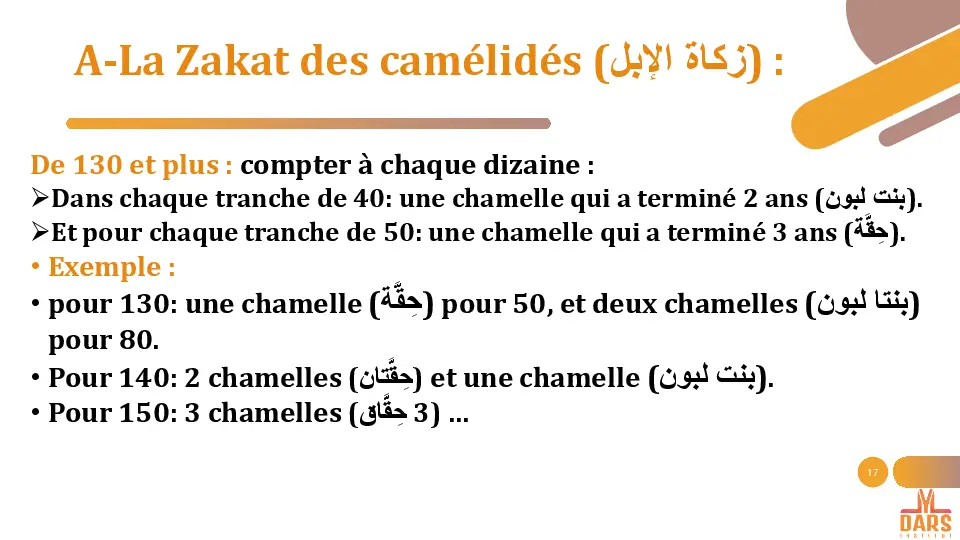 A-La Zakat des camélidés (زكاة الإبل) :
De 130 et plus : compter à chaque dizaine :
➢Dans chaque tranche de 40: une chamelle qui a terminé 2 ans (بنت لبون).
➢Et pour chaque tranche de 50: une chamelle qui a terminé 3 ans (حِقَّة).
• Exemple :
• pour 130: une chamelle (حِقَّة) pour 50, et deux chamelles (بنتا لبون)
pour 80.
• Pour 140: 2 chamelles (حِقَّتان) et une chamelle (بنت لبون).
• Pour 150: 3 chamelles (3 حِقَّاق) ...
17
DARS
INSTITUT